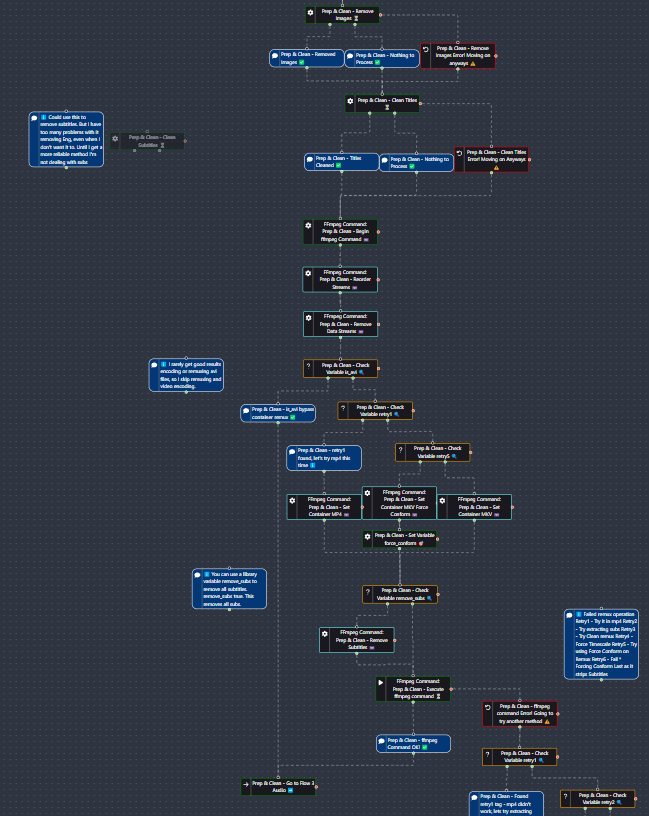 Prep & Clean - Remove
Images ⏳
Prep & Clean - Removed
Images ✅
Prep & Clean - Nothing to
Process ✅
Prep & Clean - Remove
Images Error! Moving on
anyways ⚠️
Prep & Clean - Clean Titles
⏳
ℹ️ Could use this to
remove subtitles. But I have
too many problems with it
removing Eng, even when I
don't want it to. Until I get a
more reliable method I'm
not dealing with subs
Prep & Clean - Clean
Subtitles ⏳
Prep & Clean - Titles
Cleaned ✅
Prep & Clean - Nothing to
Process ✅
Prep & Clean - Clean Titles
Error! Moving on Anyways
⚠️
FFmpeg Command:
Prep & Clean - Begin
ffmpeg Command
FFmpeg Command:
Prep & Clean - Reorder
Streams
FFmpeg Command:
Prep & Clean - Remove
Data Streams
ℹ️ I rarely get good results
encoding or remuxing avi
files, so I skip remuxing and
video encoding.
Prep & Clean - Check
Variable is_avi 🔍
Prep & Clean - is_avi bypass
container remux ✅
Prep & Clean - Check
Variable retry1 🔍
Prep & Clean - retry1
found, let's try mp4 this
time ℹ️
Prep & Clean - Check
Variable retry5 🔍
FFmpeg Command:
Prep & Clean - Set
Container MP4
FFmpeg Command:
Prep & Clean - Set
Container MKV Force
Conform
FFmpeg Command:
Prep & Clean - Set
Container MKV
Prep & Clean - Set Variable
force_conform
ℹ️ You can use a library
variable remove_subs to
remove all subtitles.
remove_subs true. This
removes all subs.
Prep & Clean - Check
Variable remove_subs 🔍
FFmpeg Command:
Prep & Clean - Remove
Subtitles
ℹ️ Failed remux operation
Retry1 - Try it in mp4 Retry2
- Try extracting subs Retry3
- Try Clean remux Retry4 -
Force Timescale Retry5 - Try
using Force Conform on
Remux Retry6 - Fail *
Forcing Conform Last as it
strips Subtitles
FFmpeg Command:
Prep & Clean - Execute
ffmpeg command ⏳
Prep & Clean - ffmpeg
command Error! Going to
try another method ⚠️
Prep & Clean - ffmpeg
Command OK! ✅
Prep & Clean - Check
Variable retry1 🔍
Prep & Clean - Go to Flow 3
Audio ➡️
Prep & Clean - Found
retry1 tag - mp4 didn't
work, lets try extracting
Prep & Clean - Check
Variable retry2 🔍